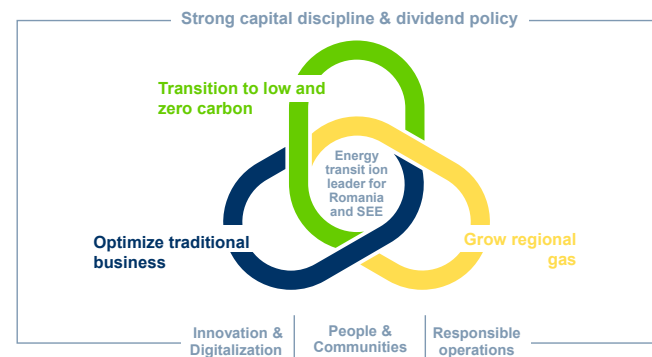 Strong capital discipline & dividend policy
Transition to low and
zero carbon
Energy
transit ion
leader for
Romania
and SEE
Optimize traditional
business
Grow regional
gas
Innovation &
Digitalization
People &
Communities
Responsible
operations